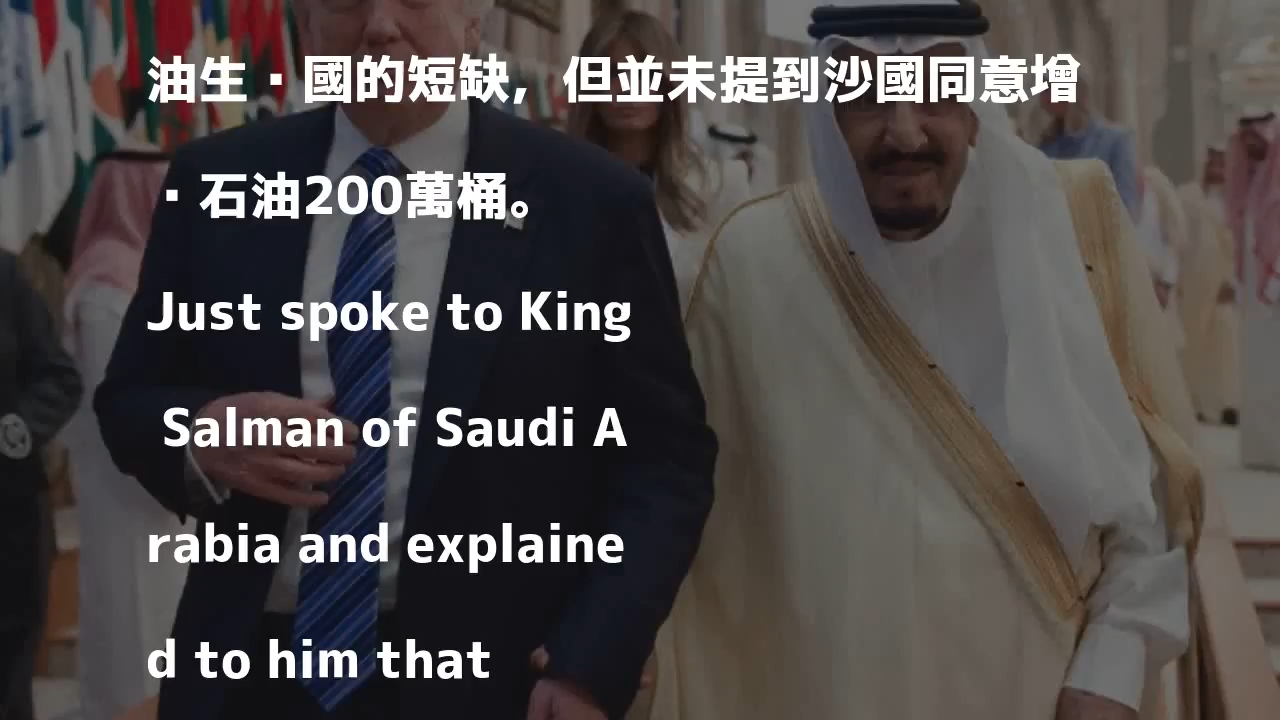 油生·國的短缺，但並未提到沙國同意增
·石油200萬桶。
Just spoke to King
Salman of Saudi A
rabia and explaine
d to him that